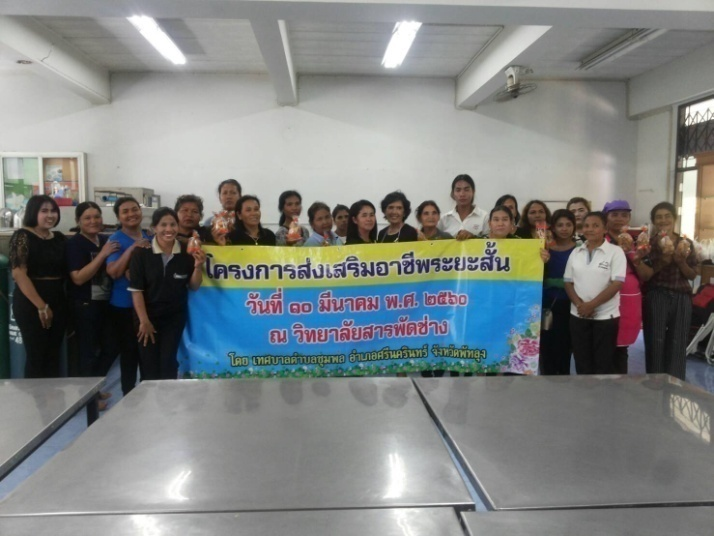 โครงการส่งเสริมอาชีพระยะสั้น
วันที่ ๑๐ มีนาคม พ.ศ. ๒๕๖๐
ณ วิทยาลัยสารพัดช่าง
โดย เทศบาลตำบลชุมพล อำเภอศรีนครินทร์ จังหวัดพัทลุง